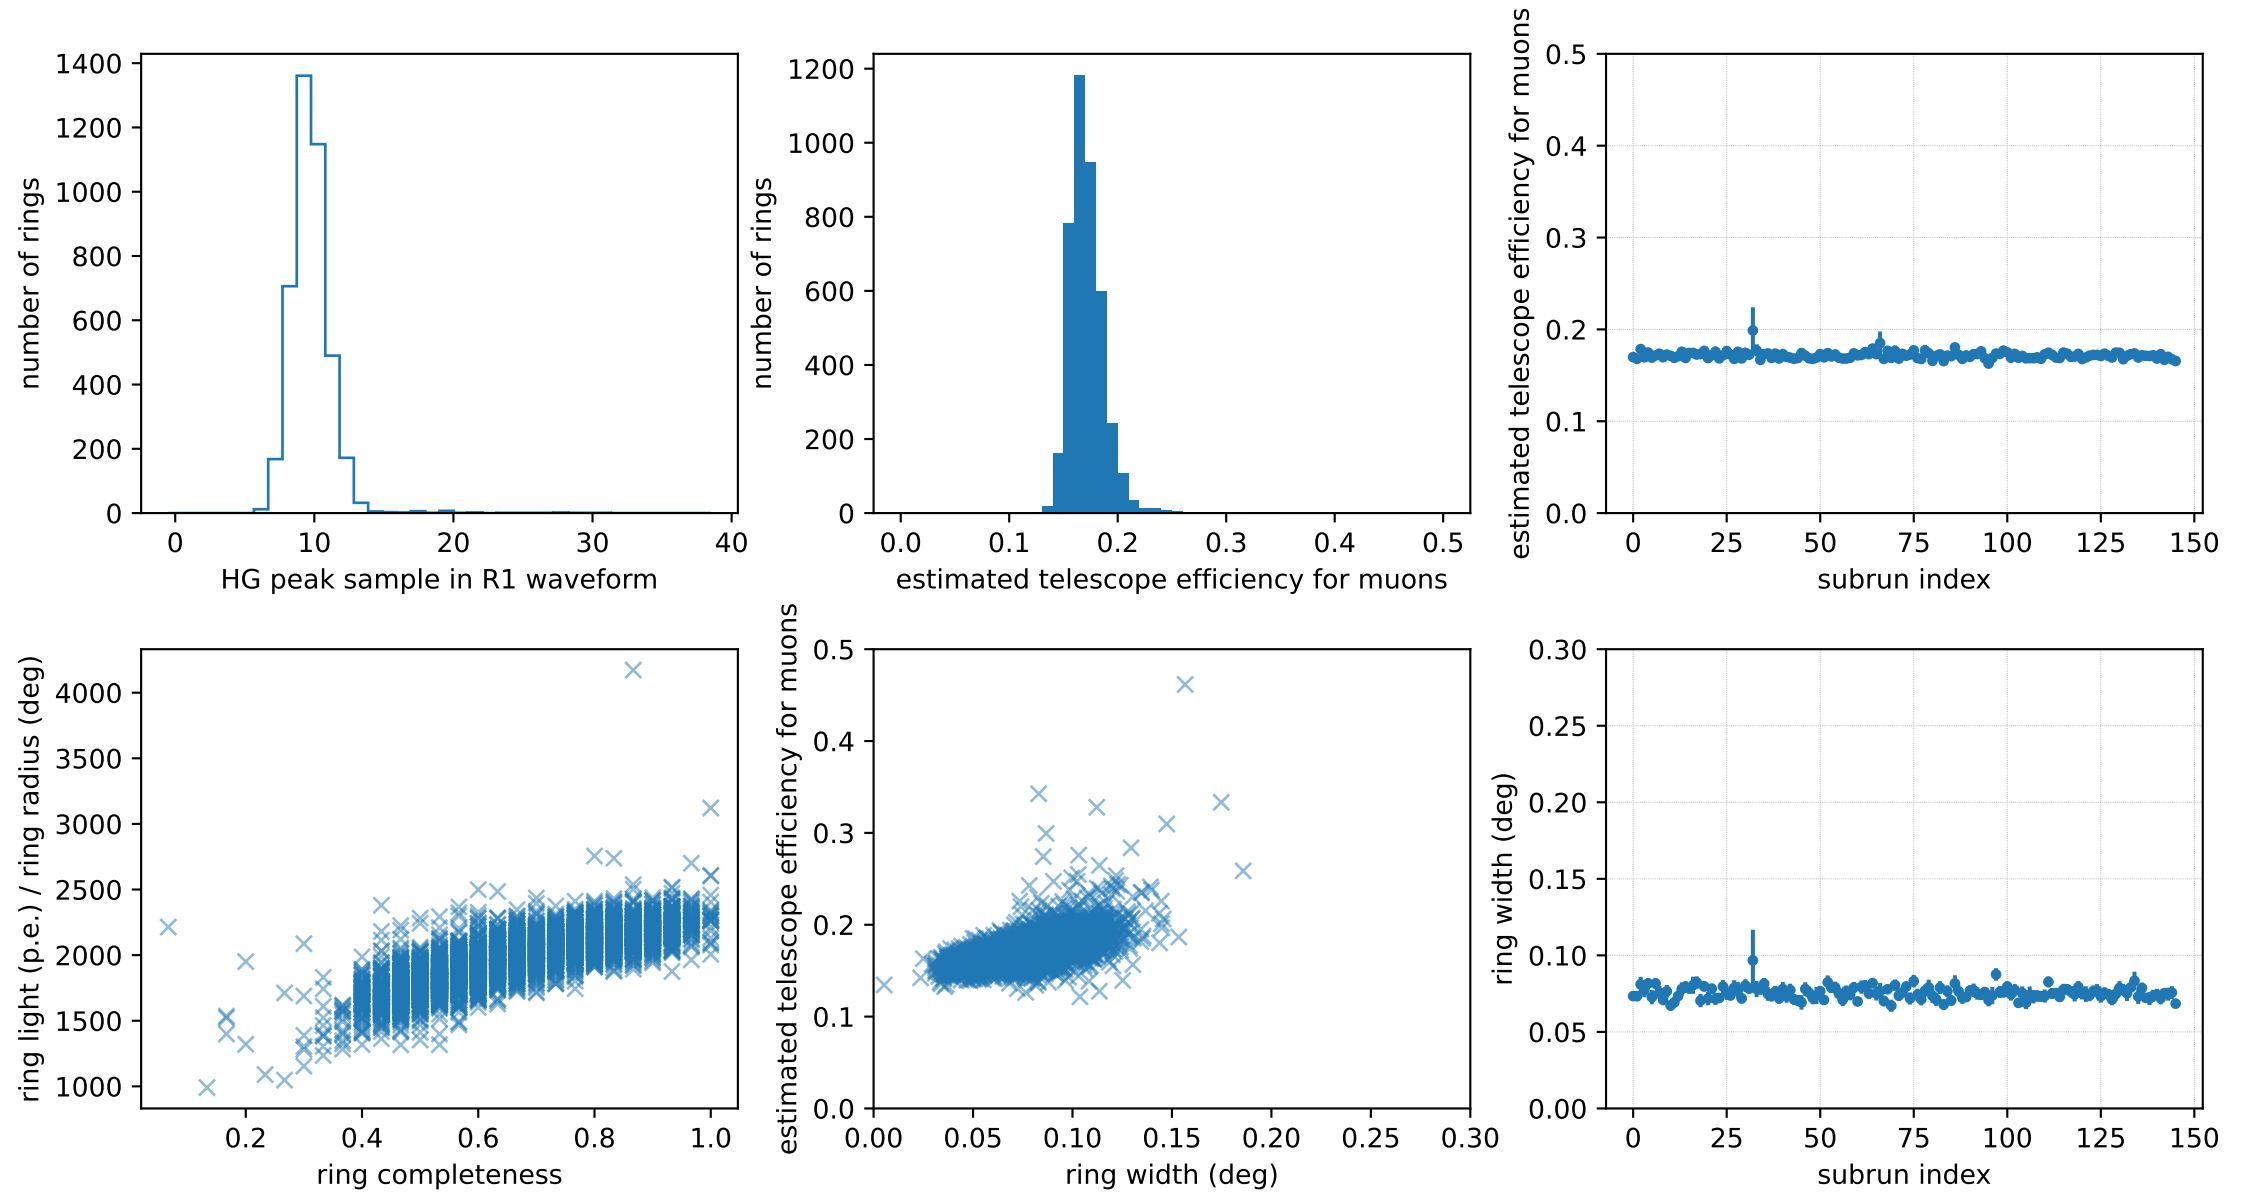 1400
1200
1000
800
600
400
200
0
number of rings
0 10 20 30 40
HG peak sample in R1 waveform
1200
1000
800
600
400
200
0
number of rings
0.0 0.1 0.2 0.3 0.4 0.5
estimated telescope efficiency for muons
0.5
0.4
0.3
0.2
0.1
0.0
estimated telescope efficiency for muons
0 25 50 75 100 125 150
subrun index
4000
3500
3000
2500
2000
1500
1000
ring light (p.e.) / ring radius (deg)
0.2 0.4 0.6 0.8 1.0
ring completeness
0.5
0.4
0.3
0.2
0.1
0.0
estimated telescope efficiency for muons
0.00 0.05 0.10 0.15 0.20 0.25 0.30
ring width (deg)
0.30
0.25
0.20
0.15
0.10
0.05
0.00
ring width (deg)
0 25 50 75 100 125 150
subrun index